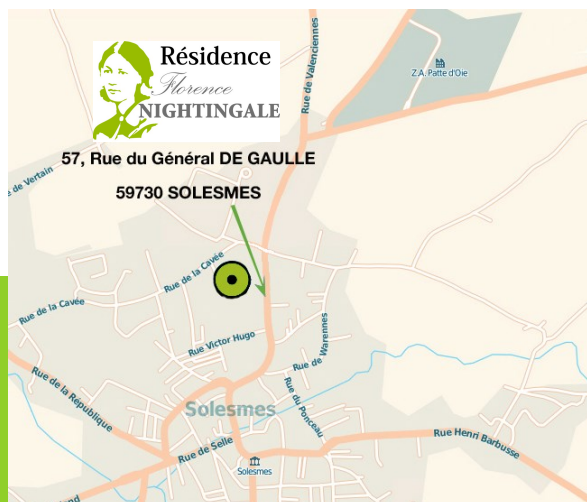 Résidence
Florence
NIGHTINGALE
57, Rue du Général DE GAULLE
59730 SOLESMES
Rue de Valenciennes
Z.A. Patte d'Oie
e de Vertain
Rue de la Cavée
Rue de la Cavée
Rue Victor Hugo
Rue de Warennes
Rue de la République
Rue du Ponceau
Solesmes
Rue de Selle
Rue Henri Barbusse
Solesmes
and